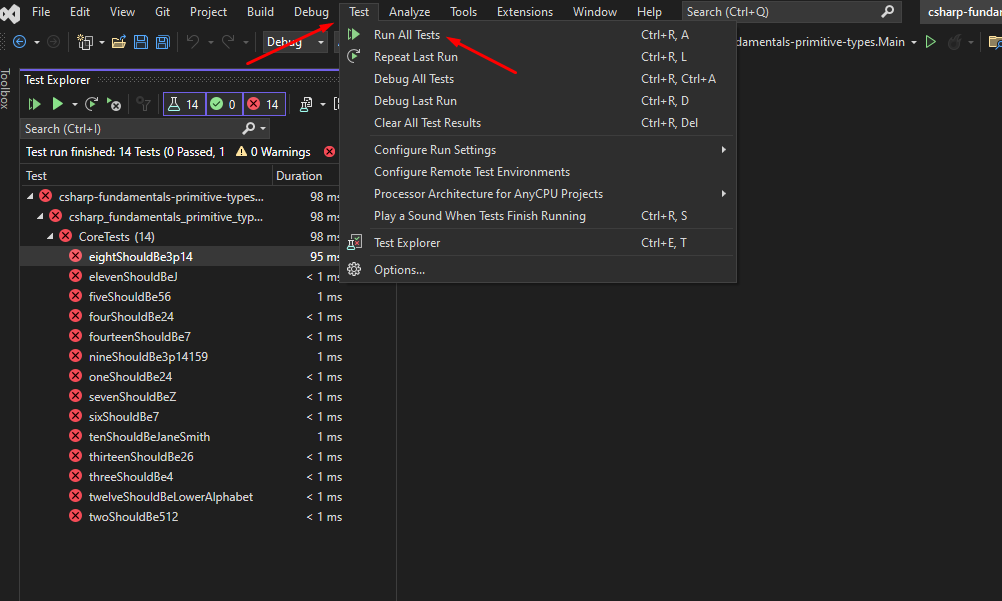 File Edit View Git Project Build Debug Test Analyze Tools Extensions Window Help Search (Ctrl+Q) csharp-fundam
Debug
damentals-primitive-types.Main
Toolbox
Test Explorer
14 0 14
Search (Ctrl+I)
Test run finished: 14 Tests (0 Passed, 1 0 Warnings
Test Duration
csharp-fundamentals-primitive-types... 98 ms
csharp_fundamentals_primitive_typ... 98 ms
CoreTests (14) 98 ms
eightShouldBe3p14 95 ms
elevenShouldBeJ < 1 ms
fiveShouldBe56 1 ms
fourShouldBe24 < 1 ms
fourteenShouldBe7 < 1 ms
nineShouldBe3p14159 1 ms
oneShouldBe24 < 1 ms
sevenShouldBeZ < 1 ms
sixShouldBe7 < 1 ms
tenShouldBeJaneSmith 1 ms
thirteenShouldBe26 < 1 ms
threeShouldBe4 < 1 ms
twelveShouldBeLowerAlphabet < 1 ms
twoShouldBe512 < 1 ms
Run All Tests Ctrl+R, A
Repeat Last Run Ctrl+R, L
Debug All Tests Ctrl+R, Ctrl+A
Debug Last Run Ctrl+R, D
Clear All Test Results Ctrl+R, Del
Configure Run Settings
Configure Remote Test Environments
Processor Architecture for AnyCPU Projects
Play a Sound When Tests Finish Running Ctrl+R, S
Test Explorer Ctrl+E, T
Options...